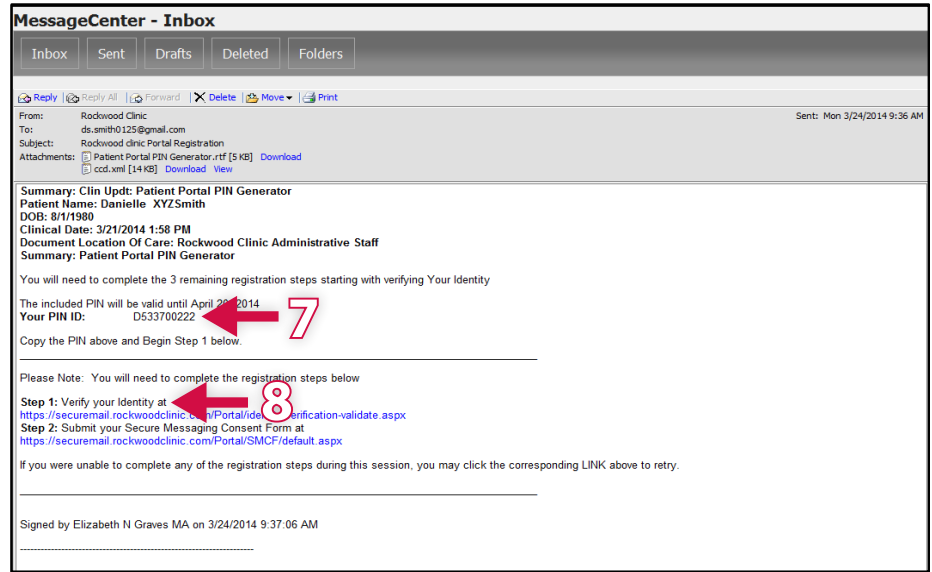 MessageCenter - Inbox
Inbox Sent Drafts Deleted Folders
Reply Reply All Forward Delete Move Print
From: Rockwood Clinic Sent: Mon 3/24/2014 9:36 AM
To: ds.smith0125@gmail.com
Subject: Rockwood clinic Portal Registration
Attachments: Patient Portal PIN Generator.rtf [5 KB] Download
ccd.xml [14 KB] Download View
Summary: Clin Updt: Patient Portal PIN Generator
Patient Name: Danielle XYZSmith
DOB: 8/1/1980
Clinical Date: 3/21/2014 1:58 PM
Document Location Of Care: Rockwood Clinic Administrative Staff
Summary: Patient Portal PIN Generator
You will need to complete the 3 remaining registration steps starting with verifying Your Identity
The included PIN will be valid until April 2014
Your PIN ID: D533700222
7
Copy the PIN above and Begin Step 1 below.
Please Note: You will need to complete the registration steps below
Step 1: Verify your Identity at
8
https://securemail.rockwoodclinic. /Portal/ide erification-validate.aspx
Step 2: Submit your Secure Messaging Consent Form at
https://securemail.rockwoodclinic.com/Portal/SMCF/default.aspx
If you were unable to complete any of the registration steps during this session, you may click the corresponding LINK above to retry.
Signed by Elizabeth N Graves MA on 3/24/2014 9:37:06 AM